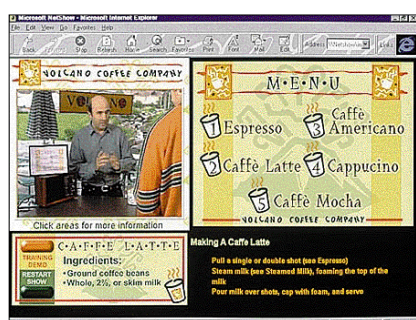 Microsoft NetShow - Microsoft Internet Explorer
File Edit View Go Favorites Help
Back Stop Refresh Home Search Favorites Print Font Mail Edit Address
VOLCANO COFFEE COMPANY
VOLCANO
Click areas for more information
M•E•N•U
1 Espresso
3 Caffè Americano
2 Caffè Latte
4 Cappucino
5 Caffè Mocha
VOLCANO COFFEE COMPANY
TRAINING DEMO
RESTART SHOW
C•A•F•F•E L•A•T•T•E
Ingredients:
•Ground coffee beans
•Whole, 2%, or skim milk
Making A Caffe Latte
Pull a single or double shot (see Espresso)
Steam milk (see Steamed Milk), foaming the top of the
milk
Pour milk over shots, cap with foam, and serve